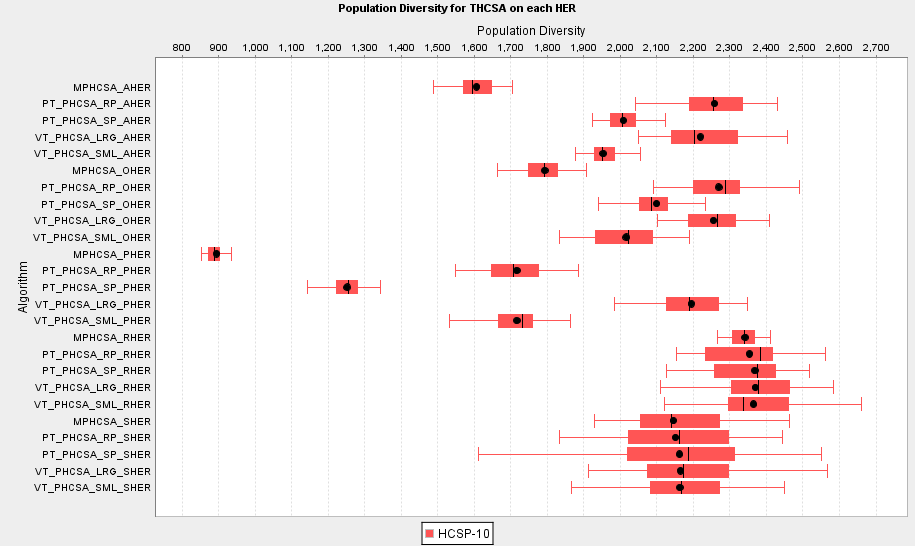 Population Diversity for THCSA on each HER
Population Diversity
800 900 1,000 1,100 1,200 1,300 1,400 1,500 1,600 1,700 1,800 1,900 2,000 2,100 2,200 2,300 2,400 2,500 2,600 2,700
Algorithm
MPHCSA_AHER
PT_PHCSA_RP_AHER
PT_PHCSA_SP_AHER
VT_PHCSA_LRG_AHER
VT_PHCSA_SML_AHER
MPHCSA_OHER
PT_PHCSA_RP_OHER
PT_PHCSA_SP_OHER
VT_PHCSA_LRG_OHER
VT_PHCSA_SML_OHER
MPHCSA_PHER
PT_PHCSA_RP_PHER
PT_PHCSA_SP_PHER
VT_PHCSA_LRG_PHER
VT_PHCSA_SML_PHER
MPHCSA_RHER
PT_PHCSA_RP_RHER
PT_PHCSA_SP_RHER
VT_PHCSA_LRG_RHER
VT_PHCSA_SML_RHER
MPHCSA_SHER
PT_PHCSA_RP_SHER
PT_PHCSA_SP_SHER
VT_PHCSA_LRG_SHER
VT_PHCSA_SML_SHER
HCSP-10